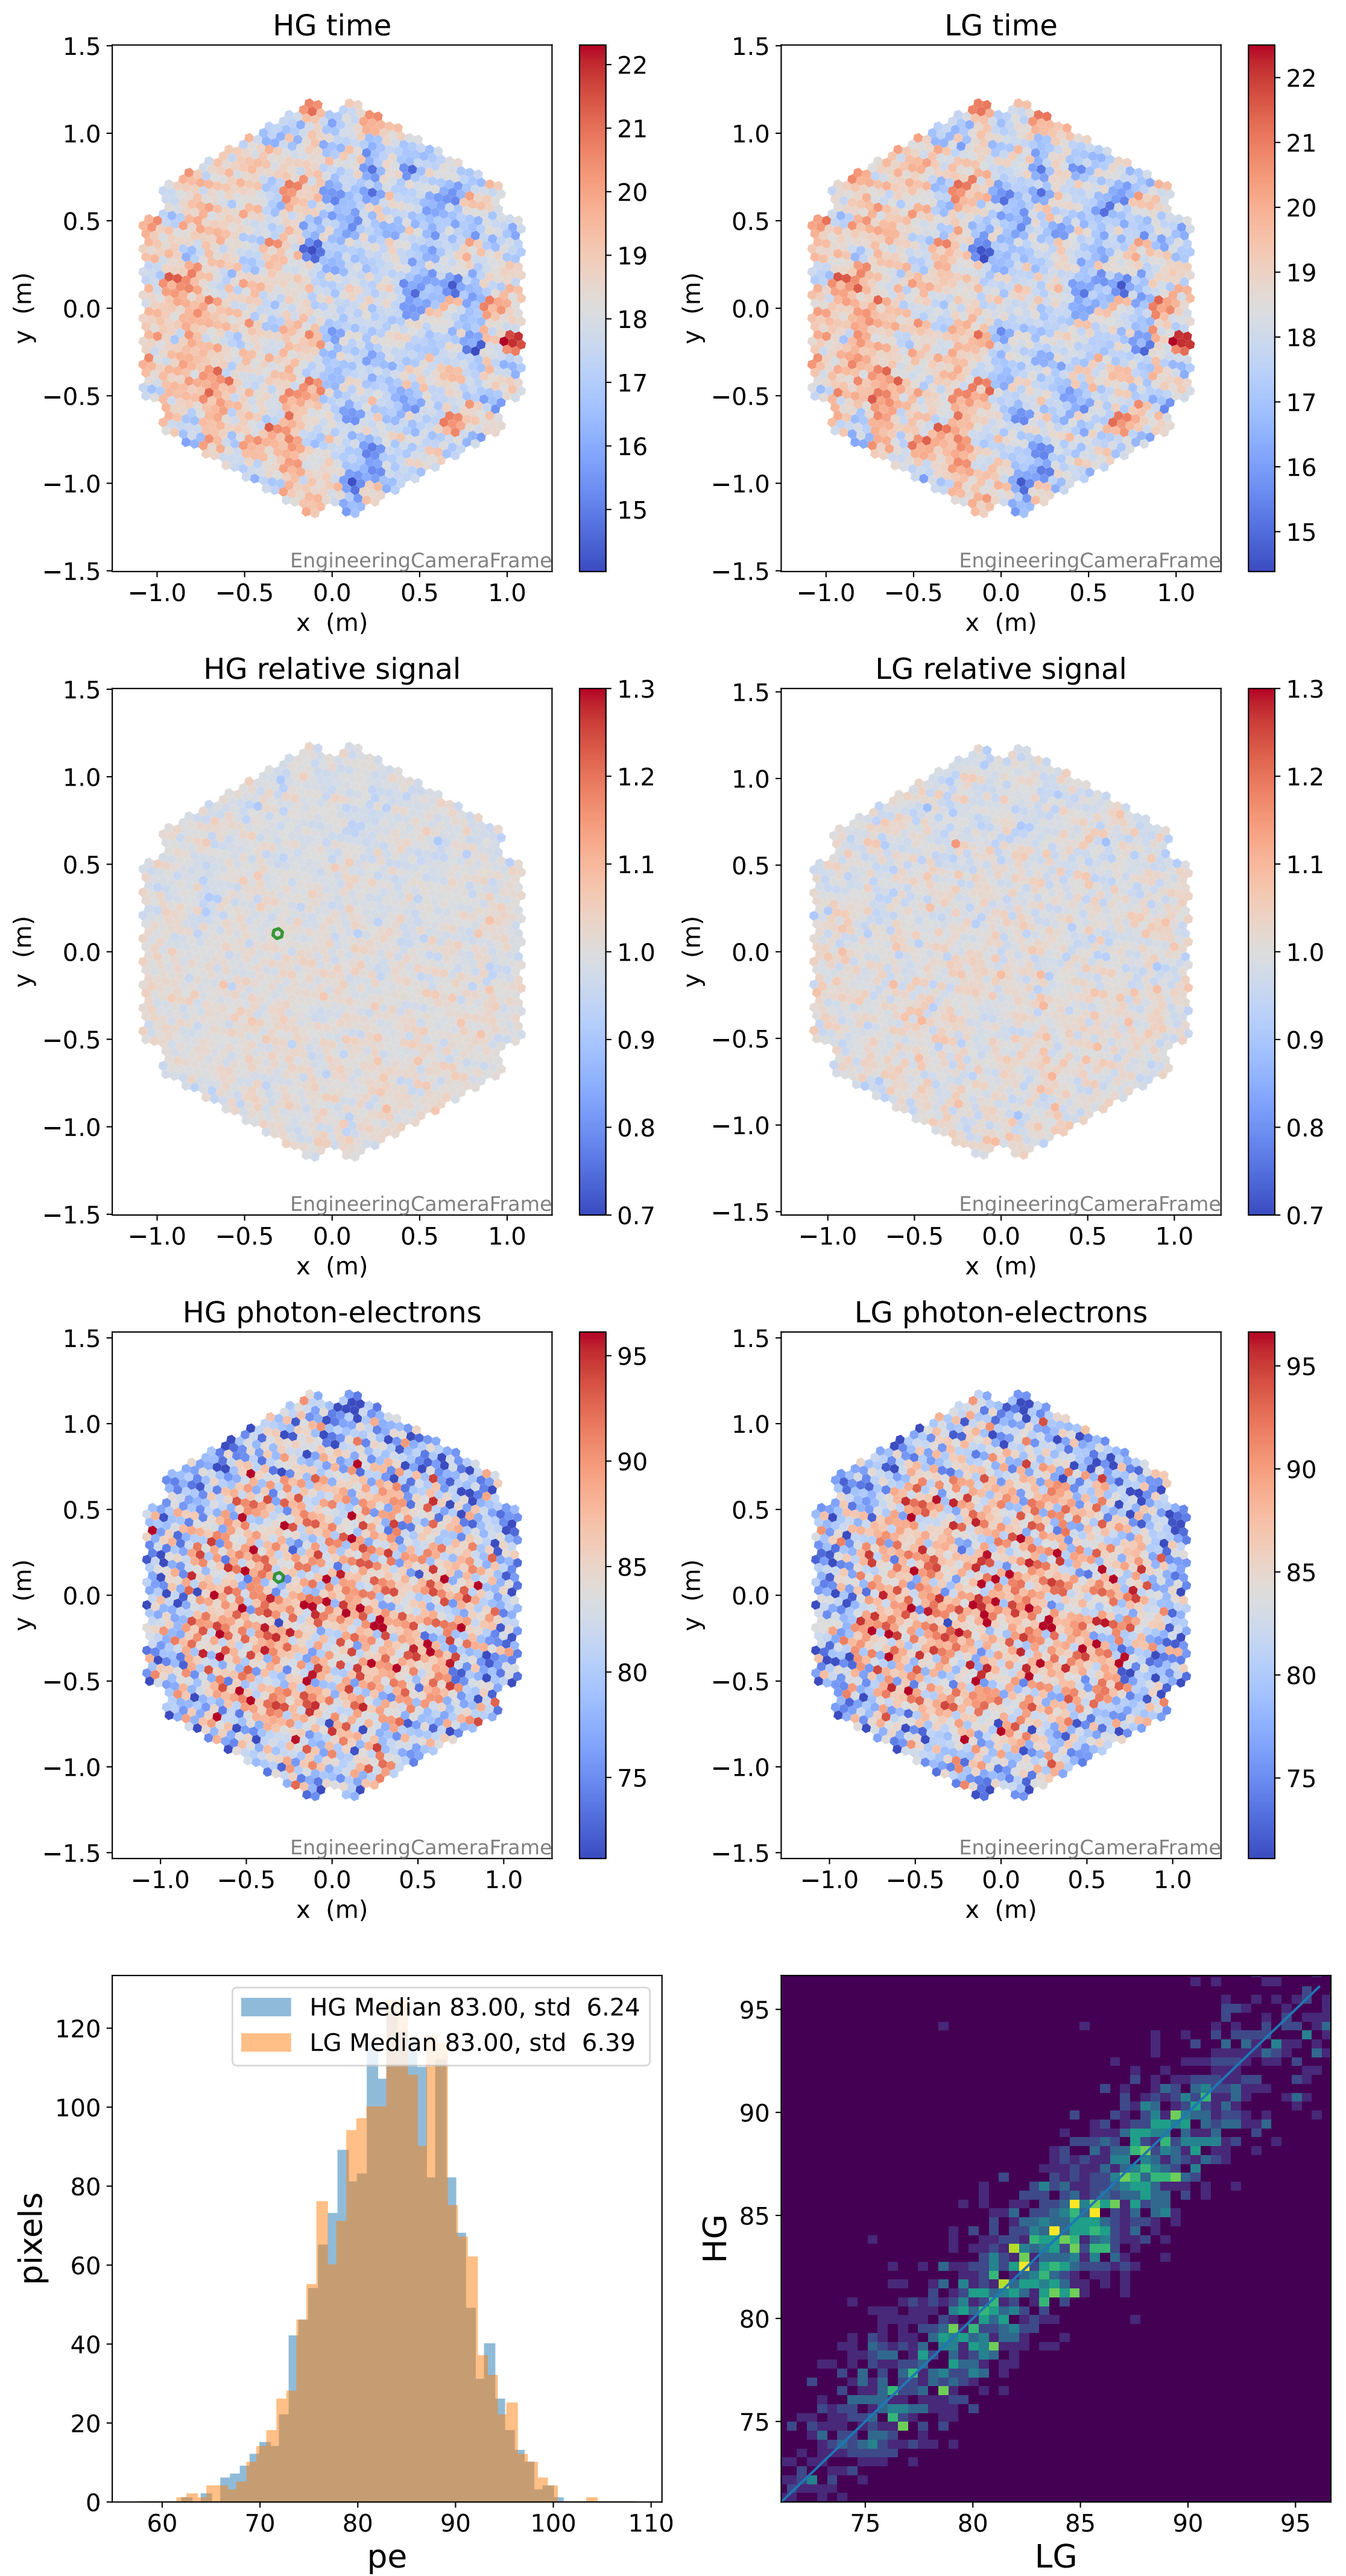 HG time
1.5
1.0
0.5
0.0
−0.5
−1.0
−1.5
y (m)
−1.0 −0.5 0.0 0.5 1.0
x (m)
EngineeringCameraFrame
22
21
20
19
18
17
16
15
LG time
1.5
1.0
0.5
0.0
−0.5
−1.0
−1.5
y (m)
−1.0 −0.5 0.0 0.5 1.0
x (m)
EngineeringCameraFrame
22
21
20
19
18
17
16
15
HG relative signal
1.5
1.0
0.5
0.0
−0.5
−1.0
−1.5
y (m)
−1.0 −0.5 0.0 0.5 1.0
x (m)
EngineeringCameraFrame
1.3
1.2
1.1
1.0
0.9
0.8
0.7
LG relative signal
1.5
1.0
0.5
0.0
−0.5
−1.0
−1.5
y (m)
−1.0 −0.5 0.0 0.5 1.0
x (m)
EngineeringCameraFrame
1.3
1.2
1.1
1.0
0.9
0.8
0.7
HG photon-electrons
1.5
1.0
0.5
0.0
−0.5
−1.0
−1.5
y (m)
−1.0 −0.5 0.0 0.5 1.0
x (m)
EngineeringCameraFrame
95
90
85
80
75
LG photon-electrons
1.5
1.0
0.5
0.0
−0.5
−1.0
−1.5
y (m)
−1.0 −0.5 0.0 0.5 1.0
x (m)
EngineeringCameraFrame
95
90
85
80
75
HG Median 83.00, std 6.24
LG Median 83.00, std 6.39
120
100
80
60
40
20
0
pixels
60 70 80 90 100 110
pe
95
90
85
80
75
HG
75 80 85 90 95
LG